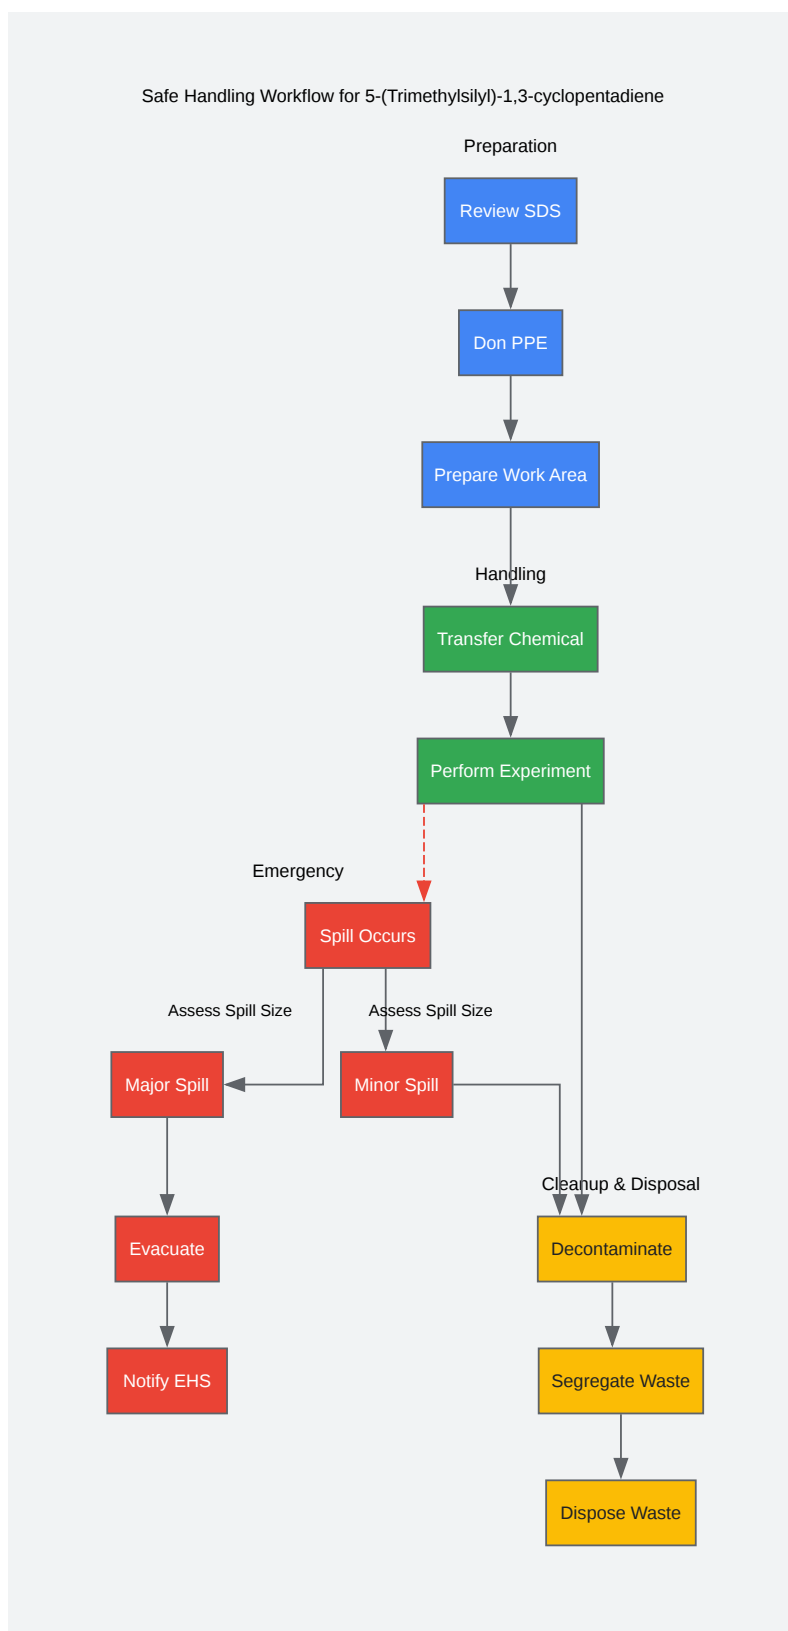 Safe Handling Workflow for 5-(Trimethylsilyl)-1,3-cyclopentadiene
Preparation
Review SDS
Don PPE
Prepare Work Area
Handling
Transfer Chemical
Perform Experiment
Emergency
Spill Occurs
Assess Spill Size
Assess Spill Size
Major Spill
Minor Spill
Cleanup & Disposal
Evacuate
Decontaminate
Notify EHS
Segregate Waste
Dispose Waste